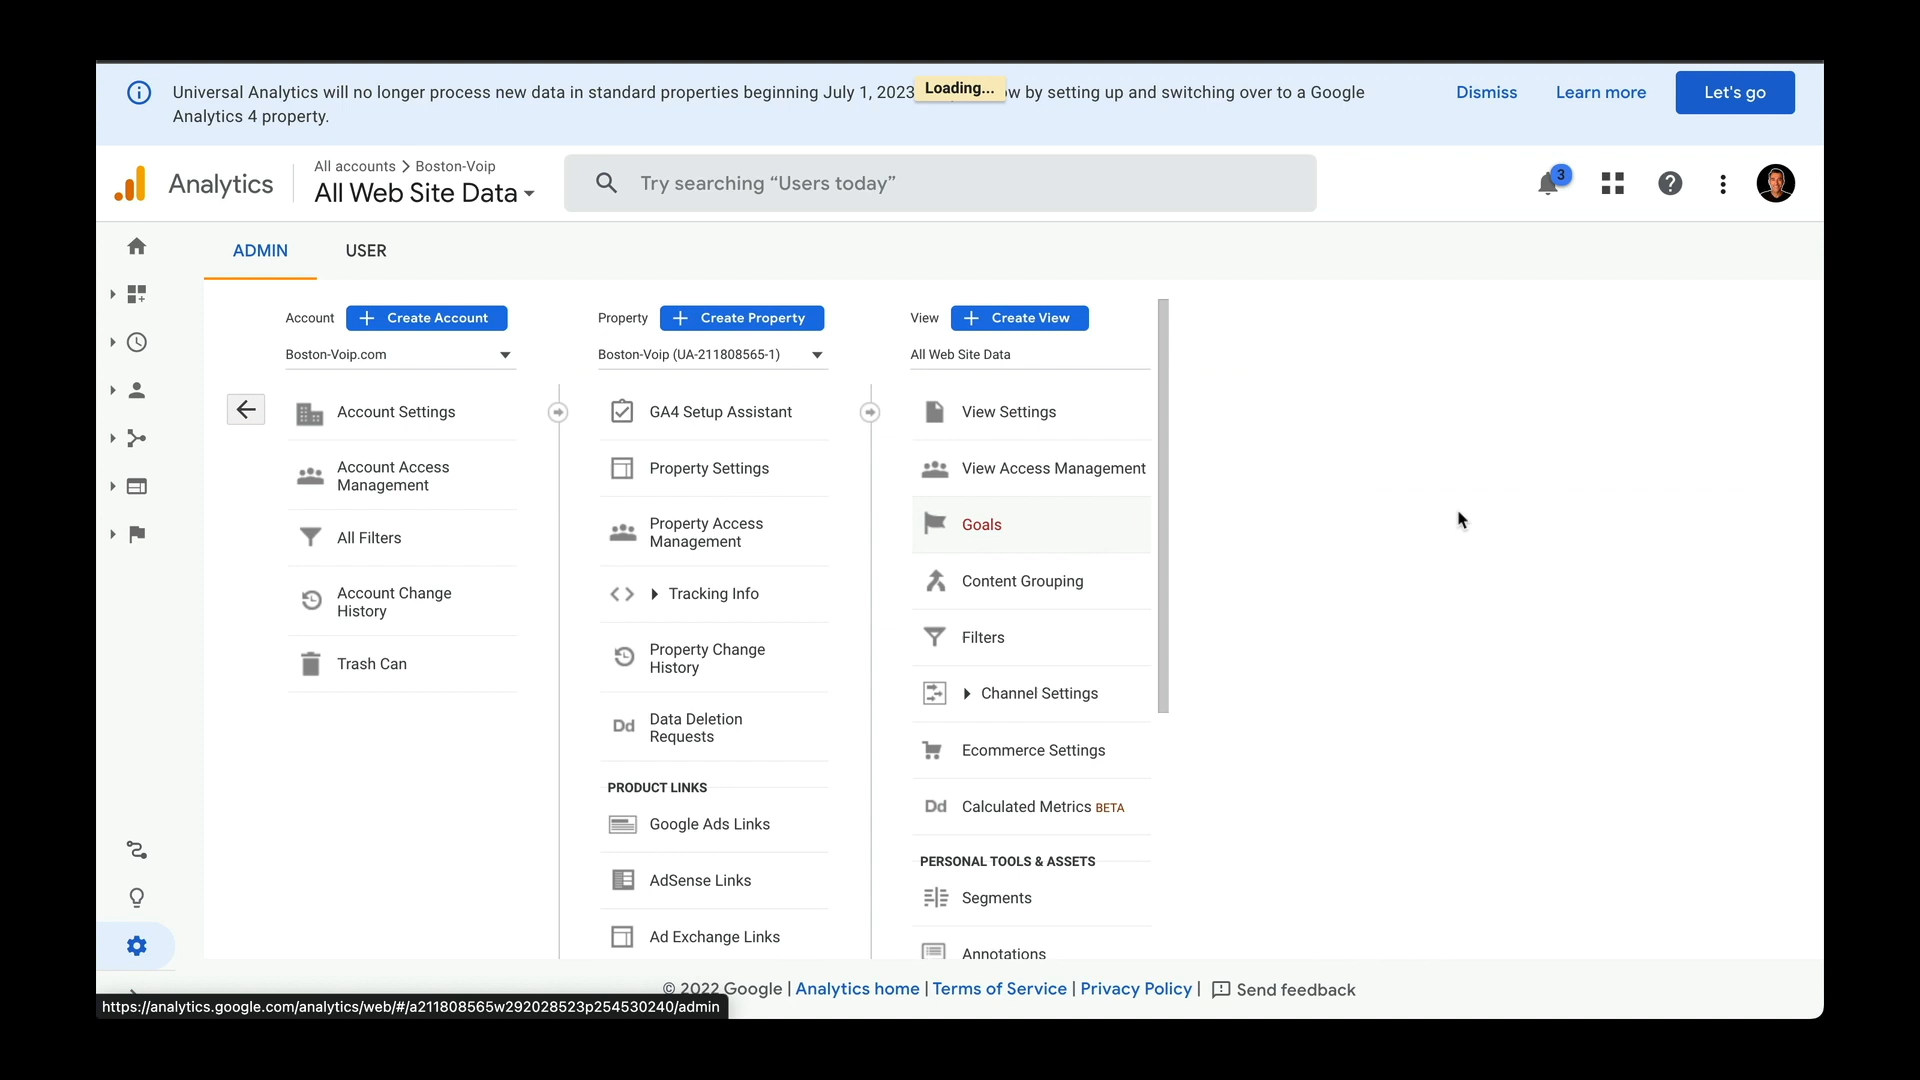 Universal Analytics will no longer process new data in standard properties beginning July 1, 2023
Loading...
w by setting up and switching over to a Google
Analytics 4 property.
Dismiss
Learn more
Let's go
Analytics
All accounts > Boston-Voip
All Web Site Data
Try searching “Users today”
3
ADMIN
USER
Account
Create Account
Boston-Voip.com
Account Settings
Account Access
Management
All Filters
Account Change
History
Trash Can
Property
Create Property
Boston-Voip (UA-211808565-1)
GA4 Setup Assistant
Property Settings
Property Access
Management
Tracking Info
Property Change
History
Dd
Data Deletion
Requests
PRODUCT LINKS
Google Ads Links
AdSense Links
Ad Exchange Links
View
Create View
All Web Site Data
View Settings
View Access Management
Goals
Content Grouping
Filters
Channel Settings
Ecommerce Settings
Dd
Calculated Metrics BETA
PERSONAL TOOLS & ASSETS
Segments
Annotations
© 2022 Google | Analytics home | Terms of Service | Privacy Policy | Send feedback
https://analytics.google.com/analytics/web/#/a211808565w292028523p254530240/admin